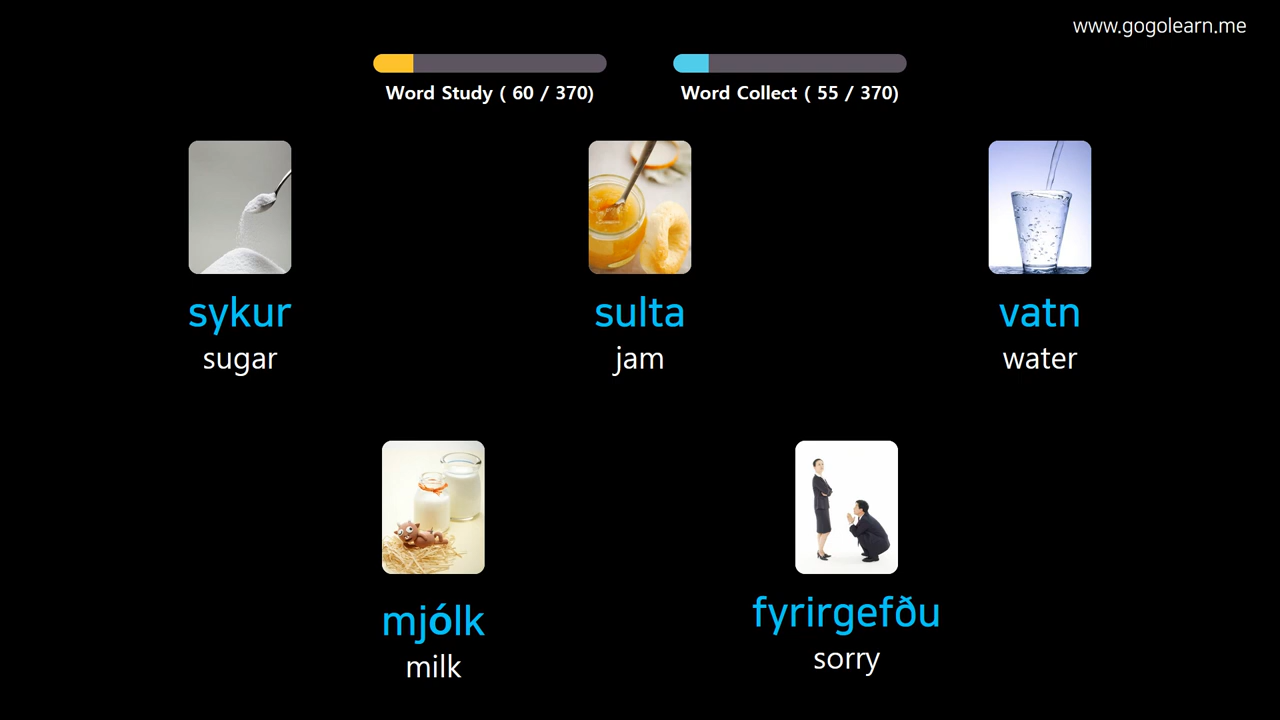 www.gogolearn.me
Word Study ( 60 / 370)
Word Collect ( 55 / 370)
sykur
sugar
sulta
jam
vatn
water
mjólk
milk
fyrirgefðu
sorry